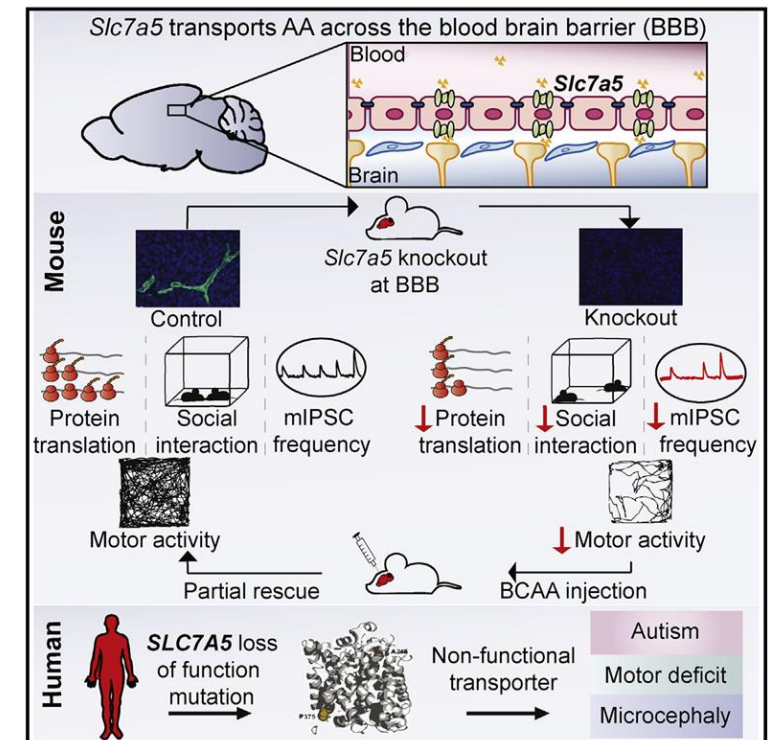 Slc7a5 transports AA across the blood brain barrier (BBB)
Blood
Slc7a5
Brain
Mouse
Slc7a5 knockout
at BBB
Control
Knockout
Protein
translation
Social
interaction
mIPSC
frequency
Protein
translation
Social
interaction
mIPSC
frequency
Motor activity
Motor activity
Partial rescue
BCAA injection
Human
SLC7A5 loss
of function
mutation
P375
Non-functional
transporter
Autism
Motor deficit
Microcephaly